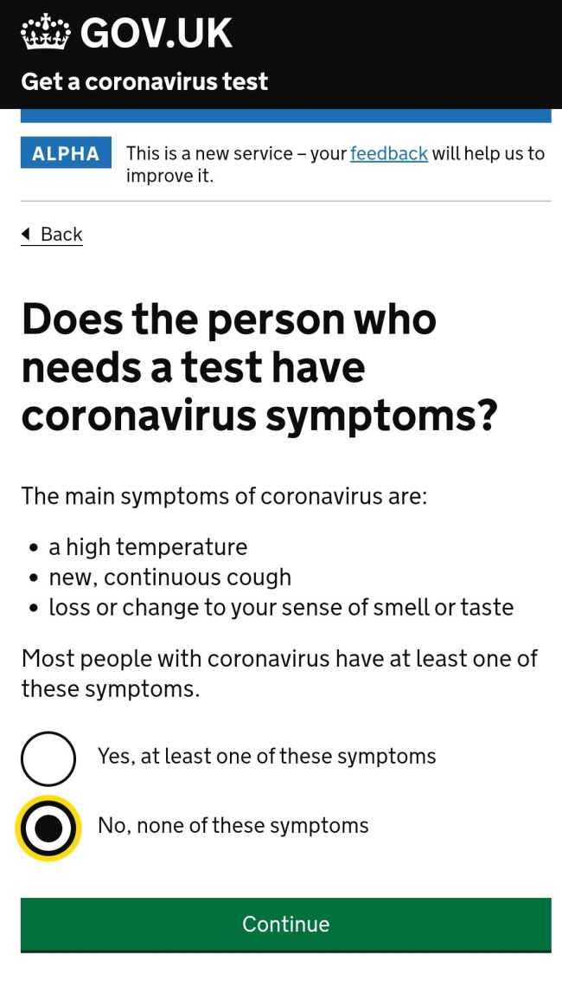 GOV.UK
Get a coronavirus test
ALPHA
This is a new service – your feedback will help us to
improve it.
Back
Does the person who
needs a test have
coronavirus symptoms?
The main symptoms of coronavirus are:
• a high temperature
• new, continuous cough
• loss or change to your sense of smell or taste
Most people with coronavirus have at least one of
these symptoms.
Yes, at least one of these symptoms
No, none of these symptoms
Continue